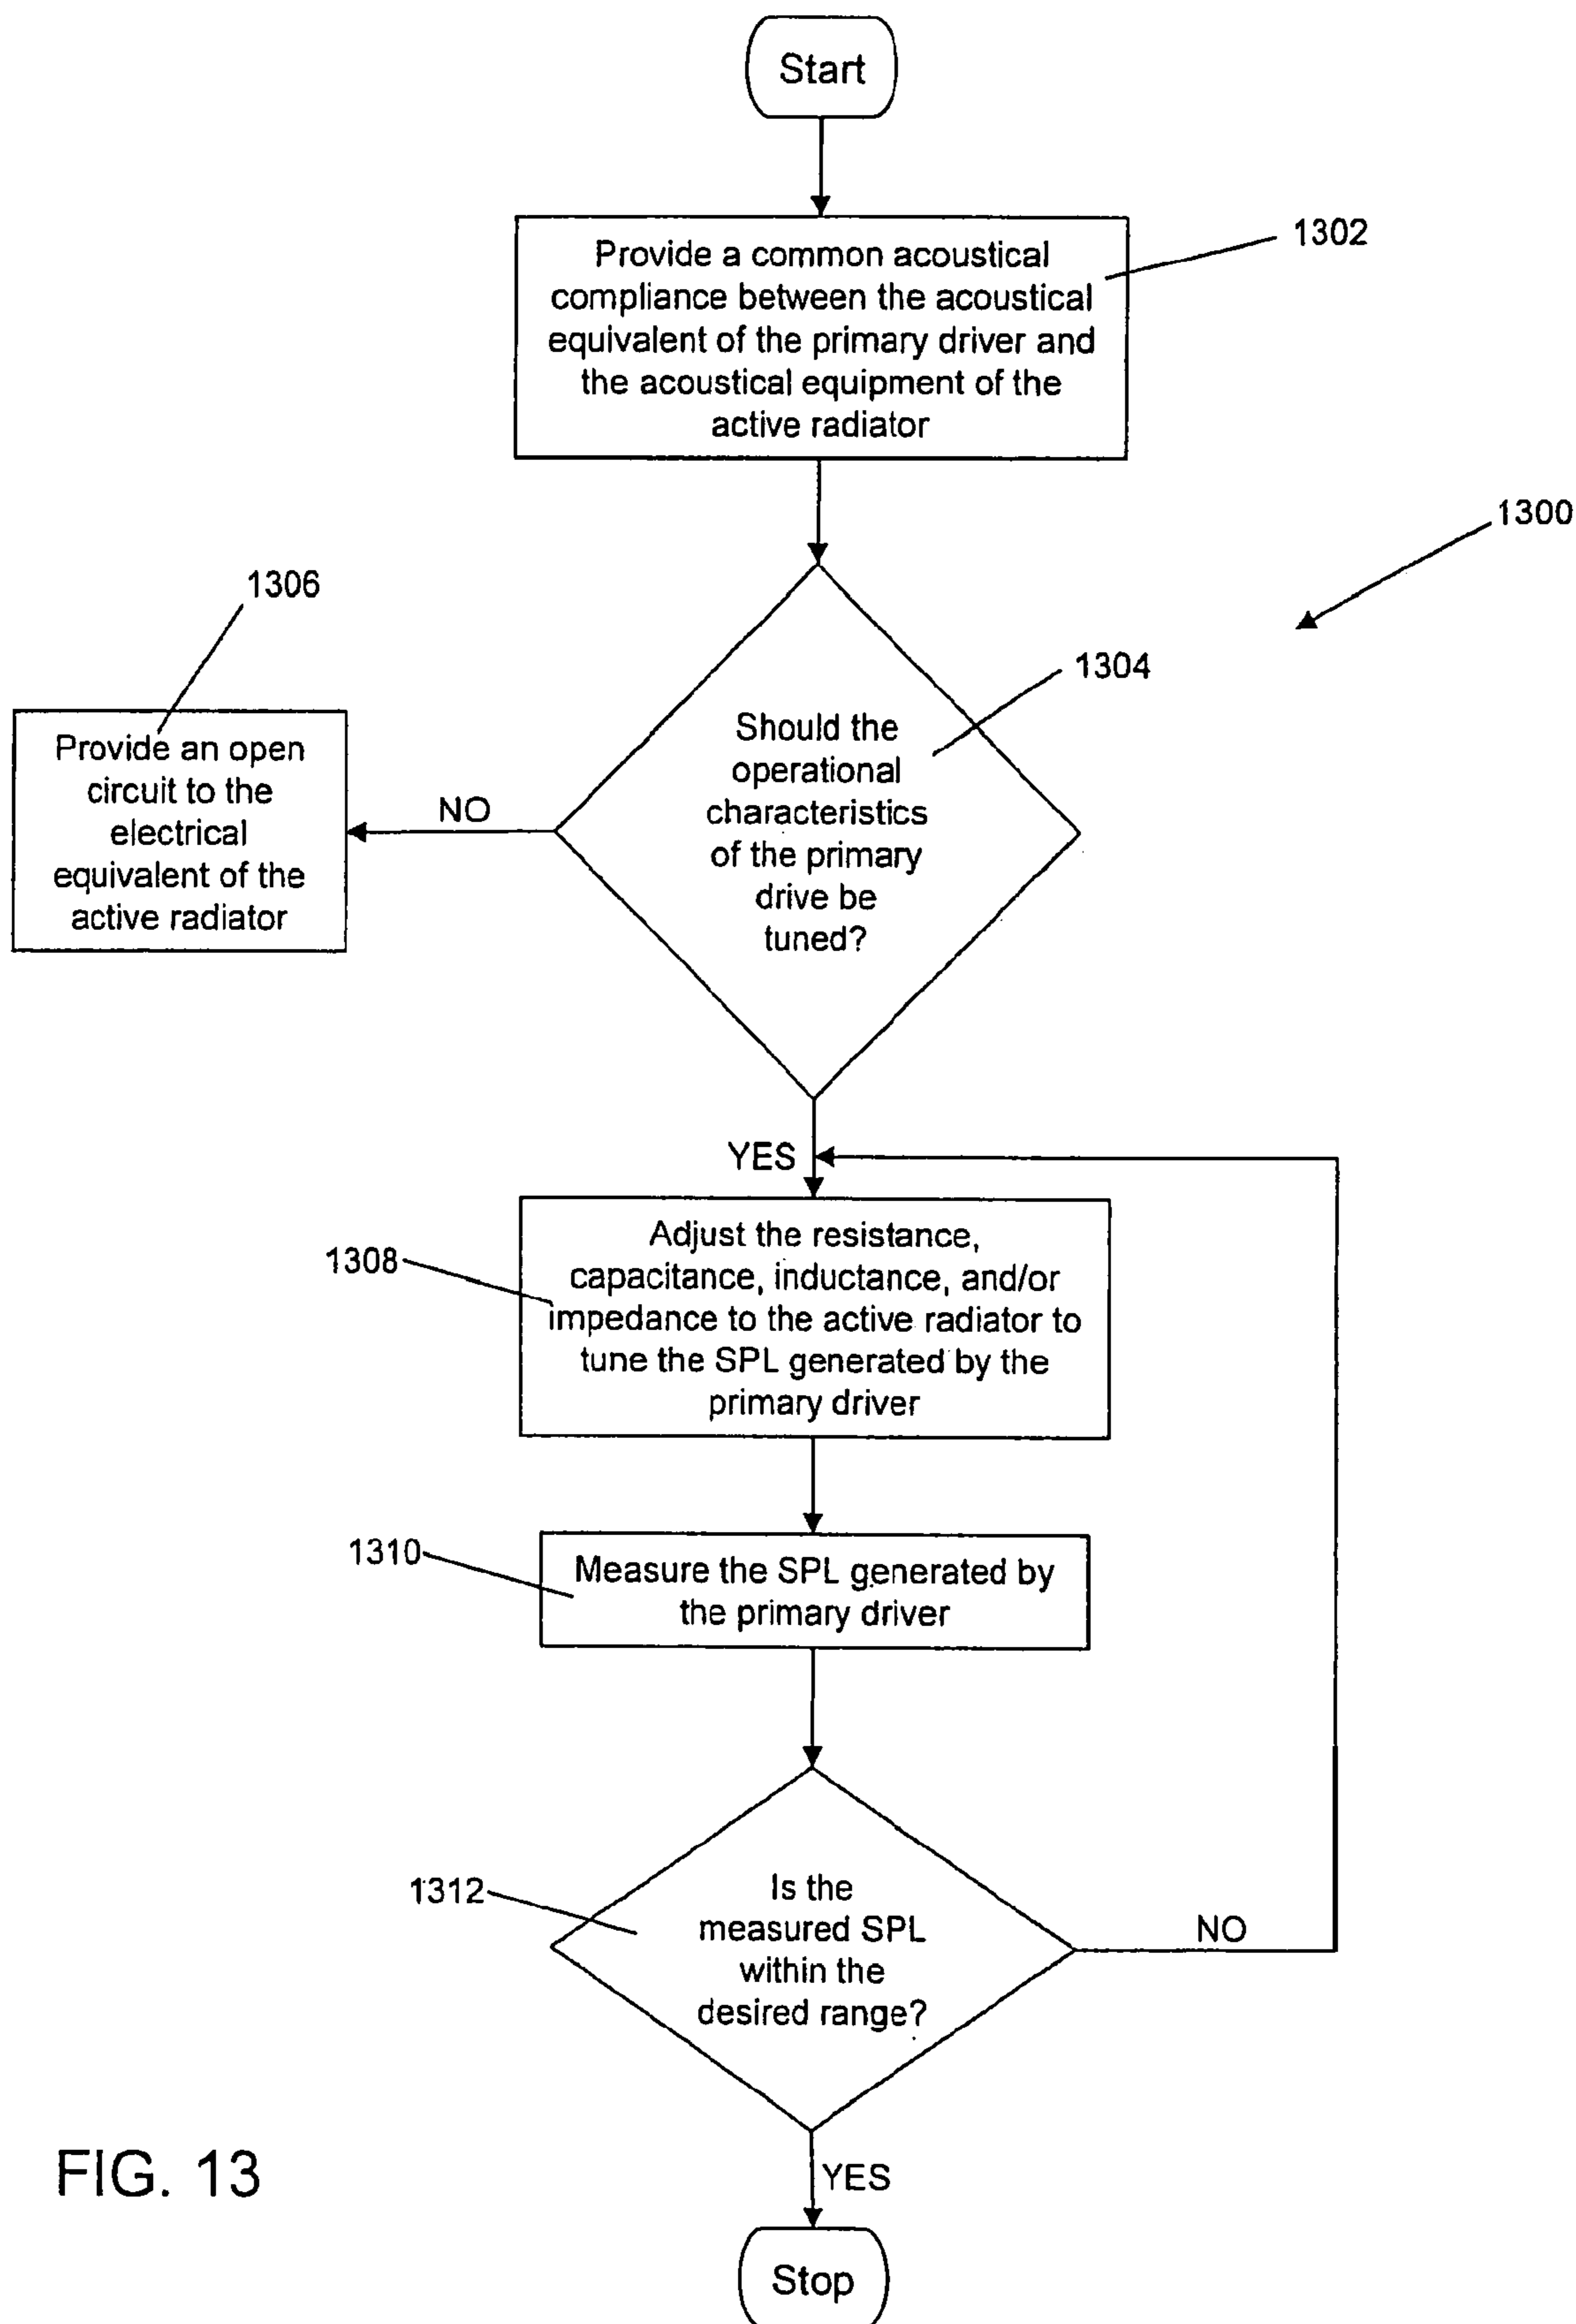 Start
1302
Provide a common acoustical
compliance between the acoustical
equivalent of the primary driver and
the acoustical equipment of the
active radiator
1300
1306
1304
Provide an open
circuit to the
electrical
equivalent of the
active radiator
NO
Should the
operational
characteristics
of the primary
drive be
tuned?
YES
1308
Adjust the resistance,
capacitance, inductance, and/or
impedance to the active radiator to
tune the SPL generated by the
primary driver
1310
Measure the SPL generated by
the primary driver
1312
Is the
measured SPL
within the
desired range?
NO
YES
FIG. 13
Stop